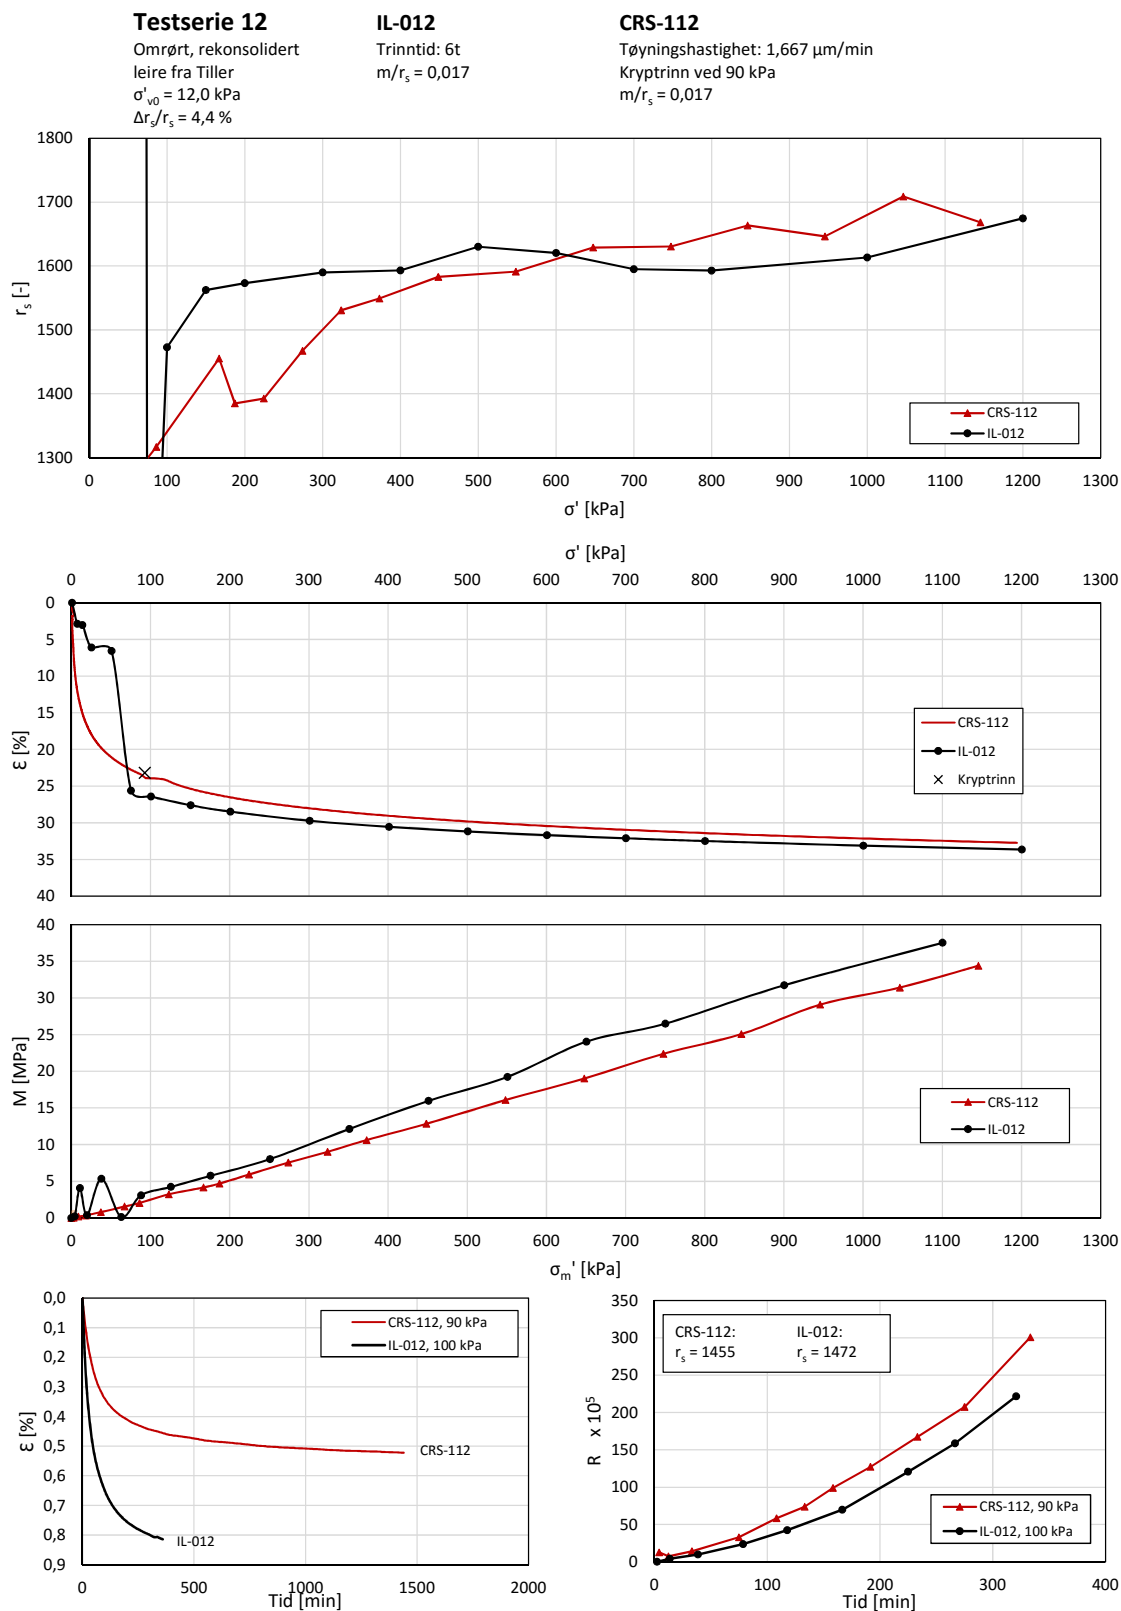 Testserie 12
Omrørt, rekonsolidert
leire fra Tiller
σ'v0 = 12,0 kPa
Δrs/rs = 4,4 %
IL-012
Trinntid: 6t
m/rs = 0,017
CRS-112
Tøyningshastighet: 1,667 µm/min
Kryptrinn ved 90 kPa
m/rs = 0,017
1800
1700
1600
1500
1400
1300
rs [-]
CRS-112
IL-012
0 100 200 300 400 500 600 700 800 900 1000 1100 1200 1300
σ' [kPa]
σ' [kPa]
0 100 200 300 400 500 600 700 800 900 1000 1100 1200 1300
0
5
10
15
20
25
30
35
40
ε [%]
CRS-112
IL-012
Kryptrinn
40
35
30
25
20
15
10
5
0
M [MPa]
CRS-112
IL-012
0 100 200 300 400 500 600 700 800 900 1000 1100 1200 1300
σm' [kPa]
0,0
0,1
0,2
0,3
0,4
0,5
0,6
0,7
0,8
0,9
ε [%]
CRS-112, 90 kPa
IL-012, 100 kPa
CRS-112
IL-012
0 500 1000 1500 2000
Tid [min]
350
300
250
200
150
100
50
0
R x 10⁵
CRS-112:
rs = 1455
IL-012:
rs = 1472
CRS-112, 90 kPa
IL-012, 100 kPa
0 100 200 300 400
Tid [min]